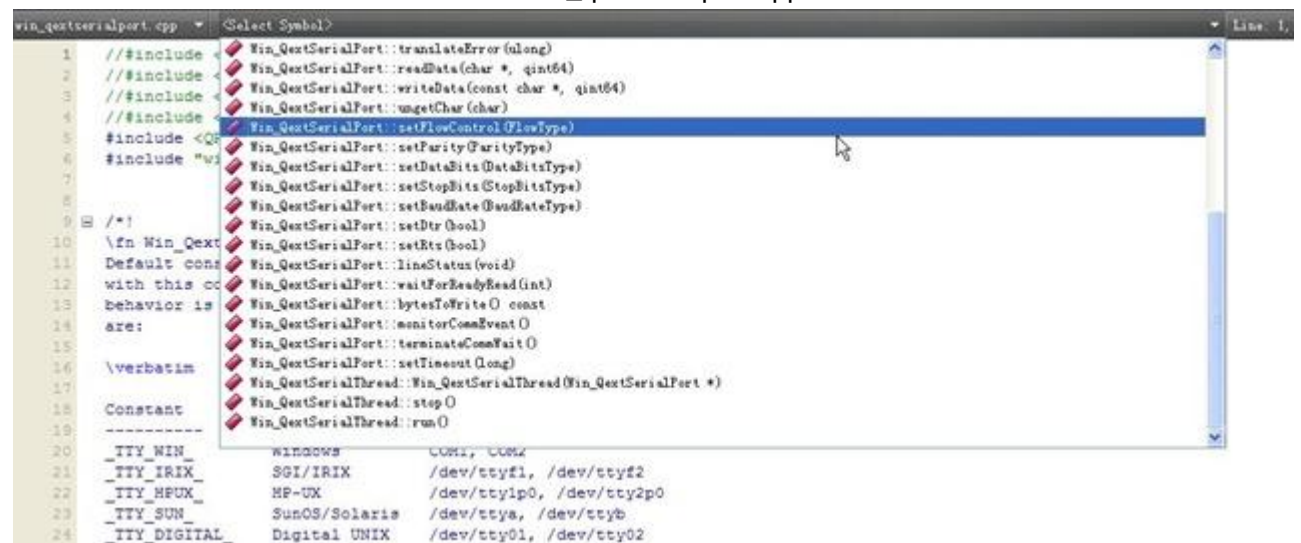 win_qextserialport.cpp <Select Symbol> Line: 1,
1 //#include <
2 //#include <
3 //#include <
4 //#include <
5 #include <QR
6 #include "wi
7
8
9 /*!
10 \fn Win_Qext
11 Default cons
12 with this co
13 behavior is
14 are:
15
16 \verbatim
17
18 Constant
19 ----------
20 _TTY_WIN_ Windows COM1, COM2
21 _TTY_IRIX_ SGI/IRIX /dev/ttyf1, /dev/ttyf2
22 _TTY_HPUX_ HP-UX /dev/tty1p0, /dev/tty2p0
23 _TTY_SUN_ SunOS/Solaris /dev/ttya, /dev/ttyb
24 _TTY_DIGITAL_ Digital UNIX /dev/tty01, /dev/tty02
Win_QextSerialPort::translateError(ulong)
Win_QextSerialPort::readData(char *, qint64)
Win_QextSerialPort::writeData(const char *, qint64)
Win_QextSerialPort::ungetChar(char)
Win_QextSerialPort::setFlowControl(FlowType)
Win_QextSerialPort::setParity(ParityType)
Win_QextSerialPort::setDataBits(DataBitsType)
Win_QextSerialPort::setStopBits(StopBitsType)
Win_QextSerialPort::setBaudRate(BaudRateType)
Win_QextSerialPort::setDtr(bool)
Win_QextSerialPort::setRts(bool)
Win_QextSerialPort::lineStatus(void)
Win_QextSerialPort::waitForReadyRead(int)
Win_QextSerialPort::bytesToWrite() const
Win_QextSerialPort::monitorCommEvent()
Win_QextSerialPort::terminateCommWait()
Win_QextSerialPort::setTimeout(long)
Win_QextSerialThread::Win_QextSerialThread(Win_QextSerialPort *)
Win_QextSerialThread::stop()
Win_QextSerialThread::run()